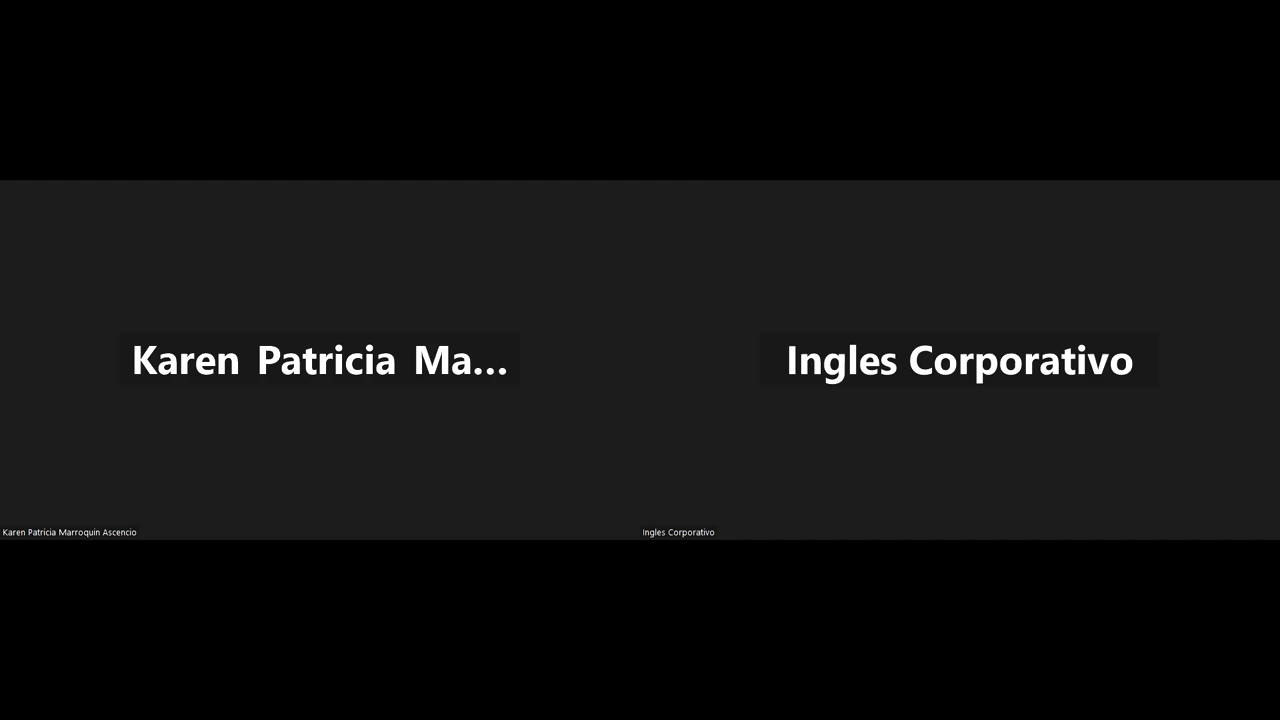 Karen Patricia Ma...
Ingles Corporativo
Karen Patricia Marroquin Ascencio
Ingles Corporativo